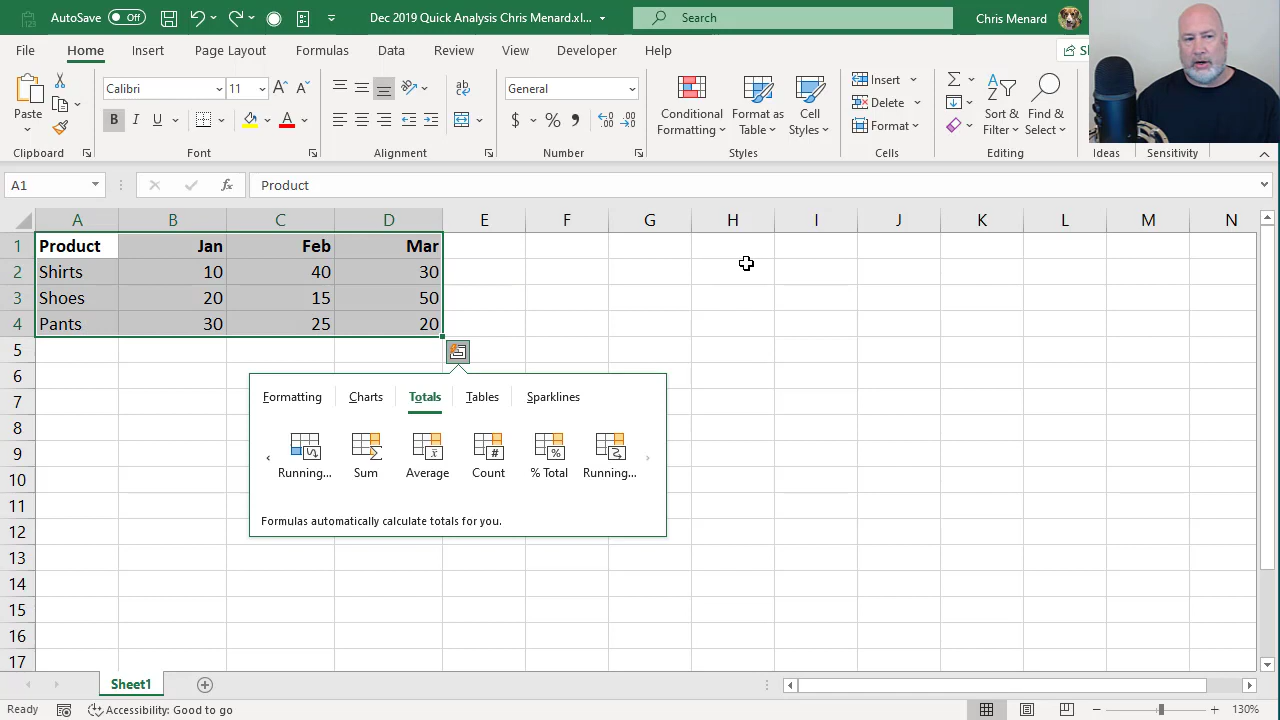 AutoSave Off Dec 2019 Quick Analysis Chris Menard.xl... Search Chris Menard
File Home Insert Page Layout Formulas Data Review View Developer Help
Calibri 11 General
Paste B I U A $ % Conditional Formatting Format as Table Cell Styles Insert Delete Format Sort & Filter Find & Select
Clipboard Font Alignment Number Styles Cells Editing Ideas Sensitivity
A1 fx Product
A B C D E F G H I J K L M N
1 Product Jan Feb Mar
2 Shirts 10 40 30
3 Shoes 20 15 50
4 Pants 30 25 20
5
6
7 Formatting Charts Totals Tables Sparklines
8
9
10 Running... Sum Average Count % Total Running...
11
12 Formulas automatically calculate totals for you.
13
14
15
16
17
Sheet1
Ready Accessibility: Good to go 130%